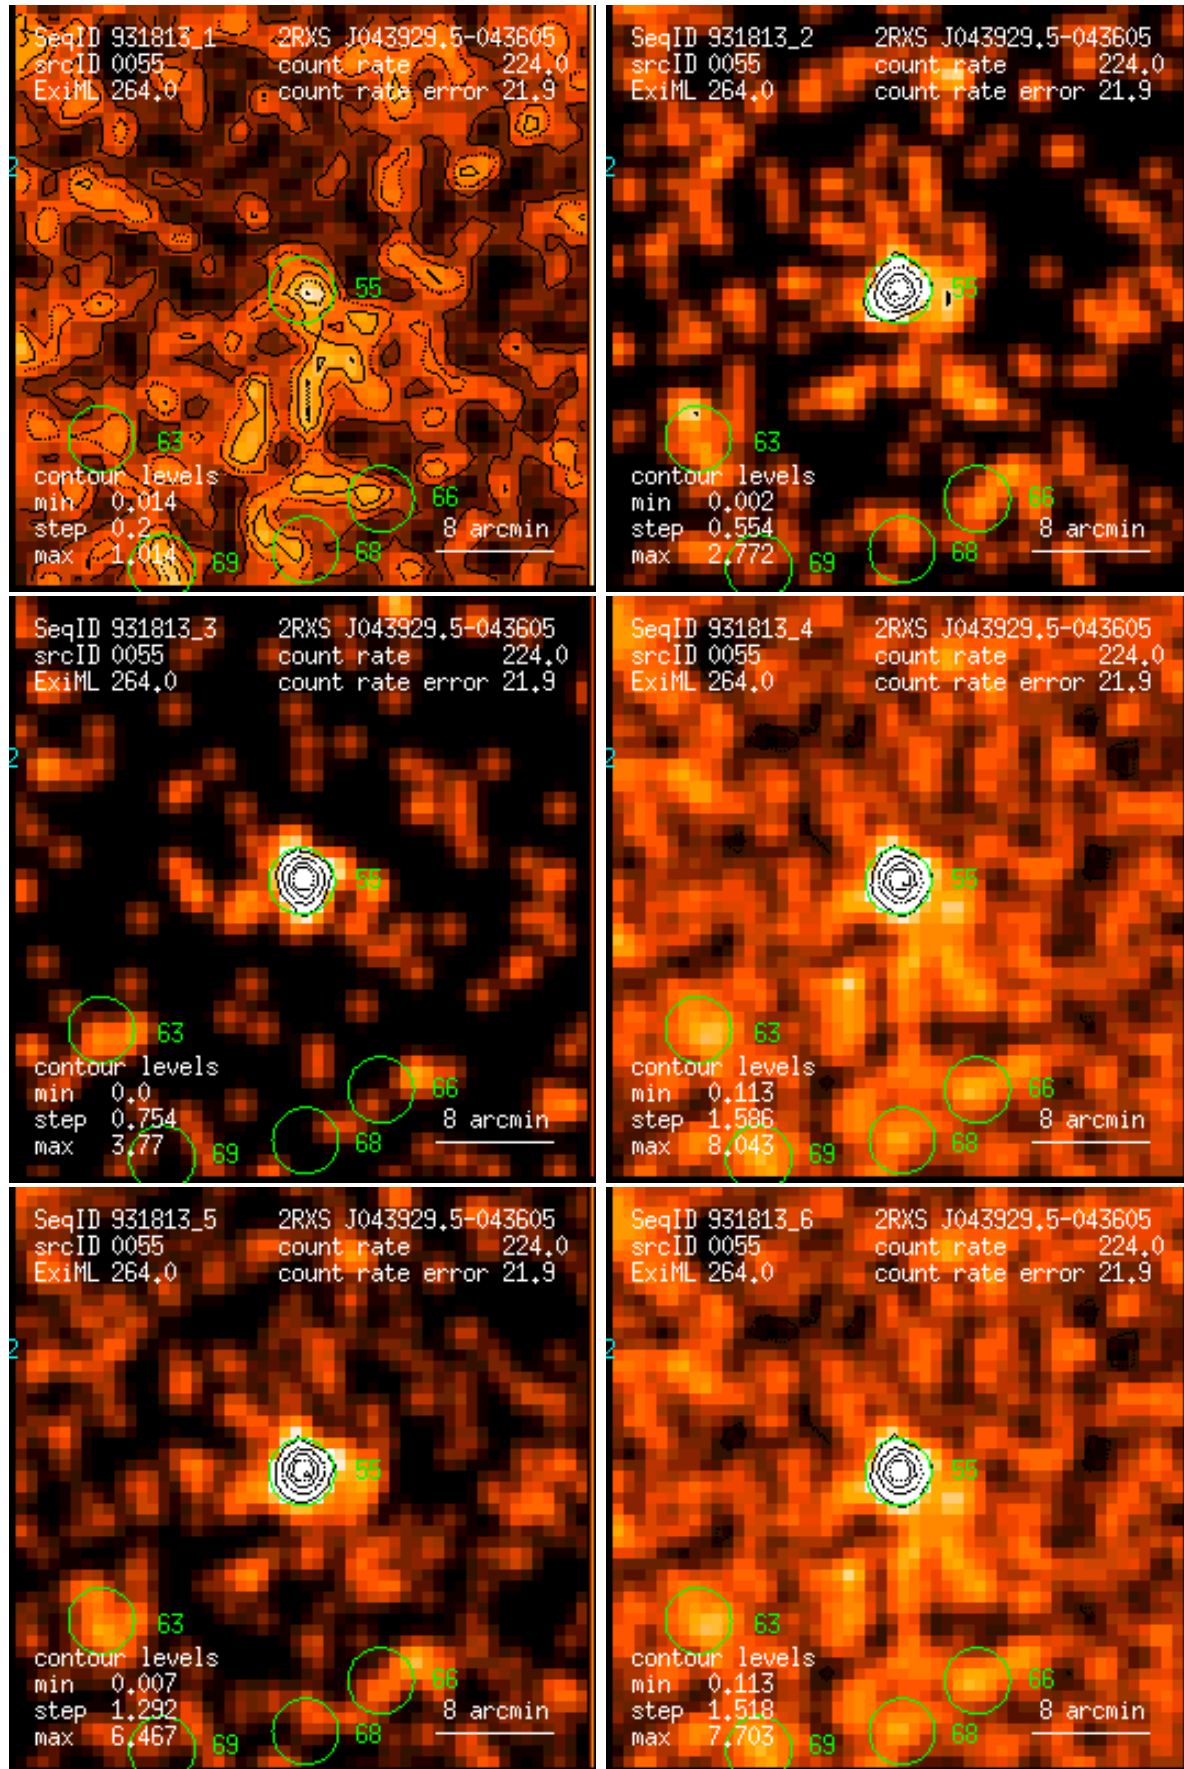 SeqID 931813_1 2RXS J043929.5-043605
srcID 0055 count rate 224.0
ExiML 264.0 count rate error 21.9
2
55
63
contour levels
min 0.014 66
step 0.2 8 arcmin
max 1.014 69 68
SeqID 931813_2 2RXS J043929.5-043605
srcID 0055 count rate 224.0
ExiML 264.0 count rate error 21.9
2
55
63
contour levels
min 0.002 66
step 0.554 8 arcmin
max 2.772 69 68
SeqID 931813_3 2RXS J043929.5-043605
srcID 0055 count rate 224.0
ExiML 264.0 count rate error 21.9
2
55
63
contour levels
min 0.0 66
step 0.754 8 arcmin
max 3.77 69 68
SeqID 931813_4 2RXS J043929.5-043605
srcID 0055 count rate 224.0
ExiML 264.0 count rate error 21.9
2
55
63
contour levels
min 0.113 66
step 1.586 8 arcmin
max 8.043 69 68
SeqID 931813_5 2RXS J043929.5-043605
srcID 0055 count rate 224.0
ExiML 264.0 count rate error 21.9
2
55
63
contour levels
min 0.007 66
step 1.292 8 arcmin
max 6.467 69 68
SeqID 931813_6 2RXS J043929.5-043605
srcID 0055 count rate 224.0
ExiML 264.0 count rate error 21.9
2
55
63
contour levels
min 0.113 66
step 1.518 8 arcmin
max 7.703 69 68